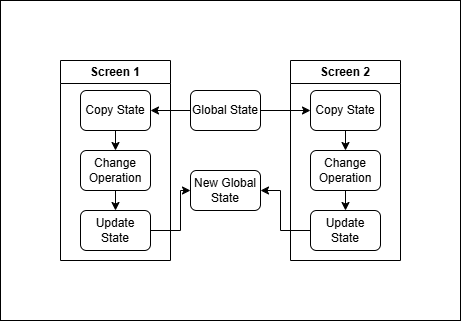 Screen 1
Screen 2
Copy State
Global State
Copy State
Change
Operation
Change
Operation
New Global
State
Update
State
Update
State